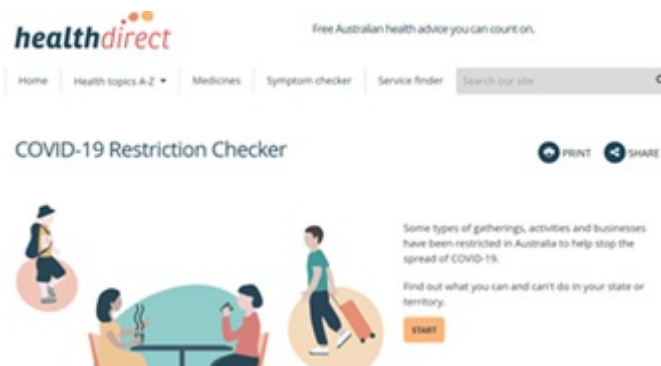 healthdirect
Free Australian health advice you can count on.
Home Health topics A-Z Medicines Symptom checker Service finder Search our site
COVID-19 Restriction Checker
PRINT SHARE
Some types of gatherings, activities and businesses
have been restricted in Australia to help stop the
spread of COVID-19.
Find out what you can and can't do in your state or
territory.
START